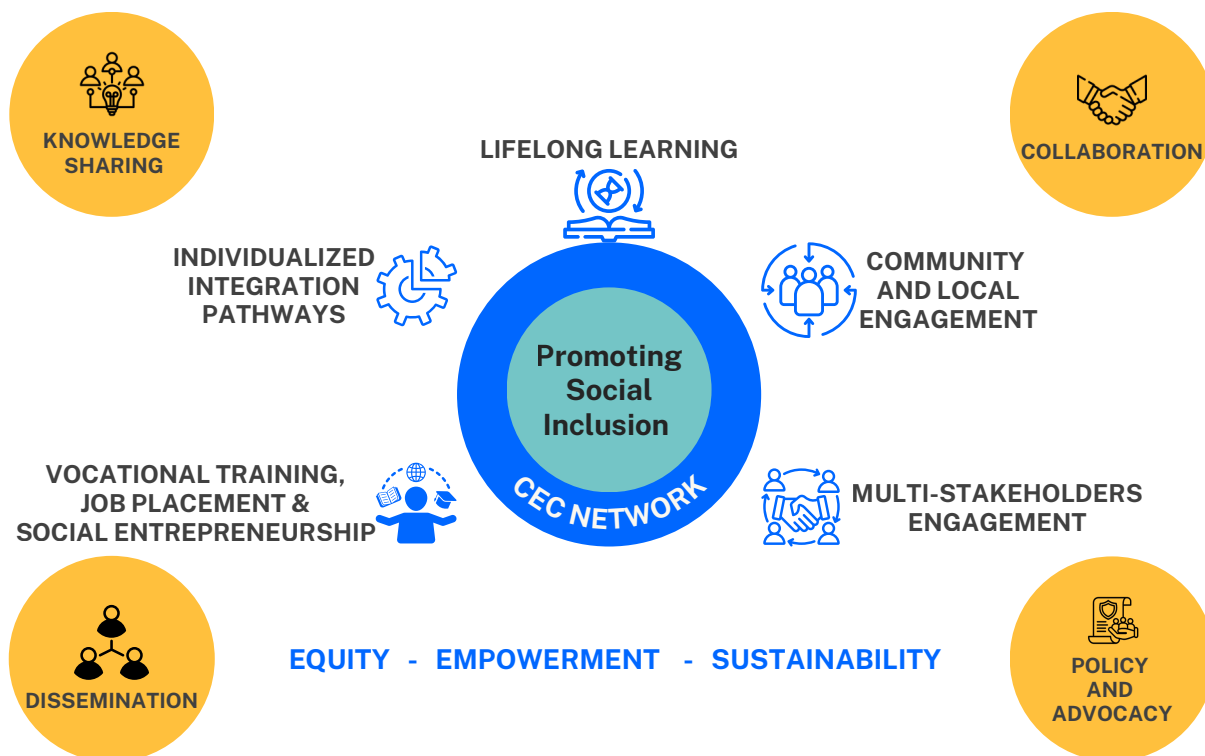 KNOWLEDGE
SHARING
COLLABORATION
LIFELONG LEARNING
INDIVIDUALIZED
INTEGRATION
PATHWAYS
COMMUNITY
AND LOCAL
ENGAGEMENT
Promoting
Social
Inclusion
CEC NETWORK
VOCATIONAL TRAINING,
JOB PLACEMENT &
SOCIAL ENTREPRENEURSHIP
MULTI-STAKEHOLDERS
ENGAGEMENT
DISSEMINATION
EQUITY - EMPOWERMENT - SUSTAINABILITY
POLICY
AND
ADVOCACY